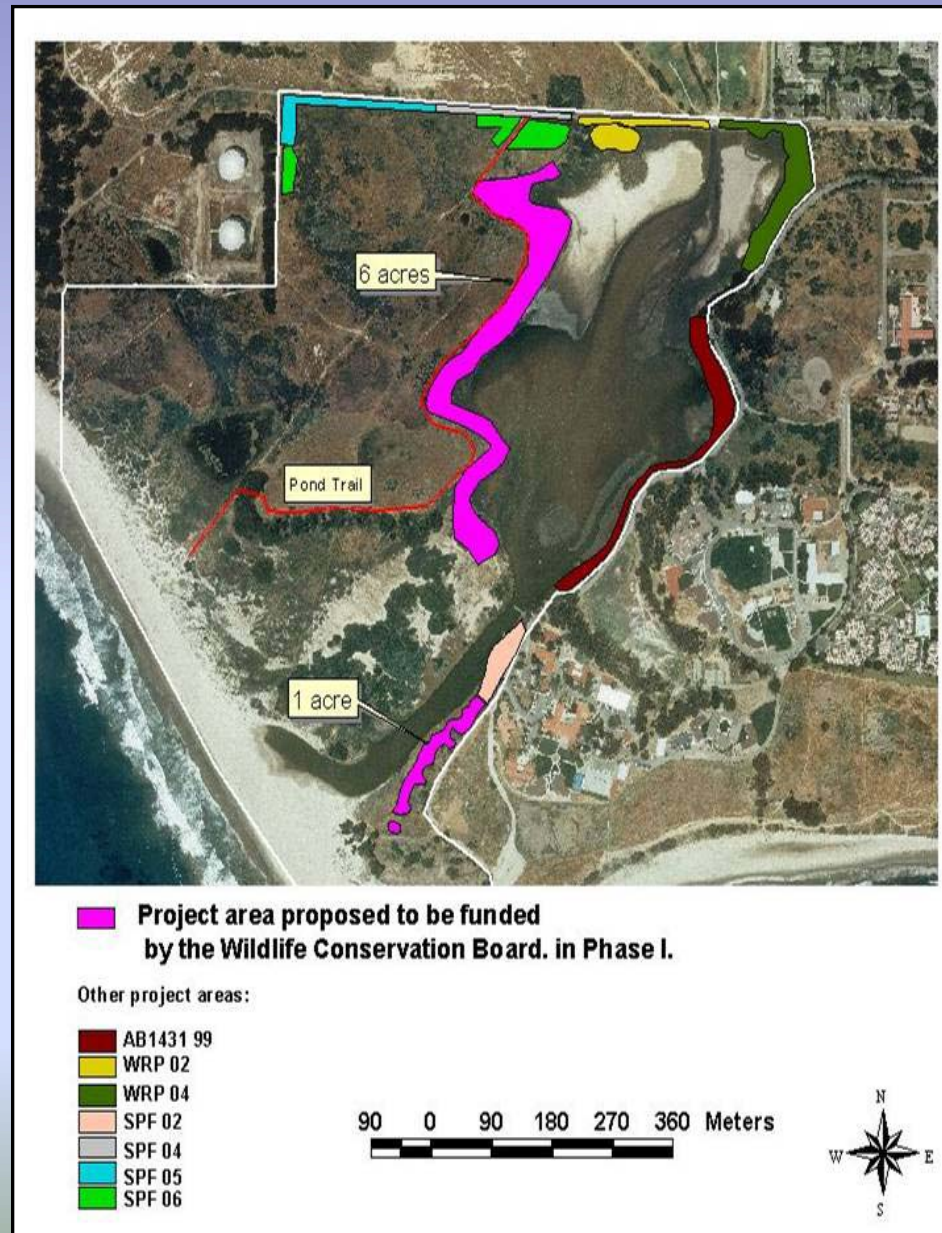 6 acres
Pond Trail
1 acre
Project area proposed to be funded
by the Wildlife Conservation Board. in Phase I.
Other project areas:
AB1431 99
WRP 02
WRP 04
SPF 02
SPF 04
SPF 05
SPF 06
90 0 90 180 270 360 Meters
N
W E
S